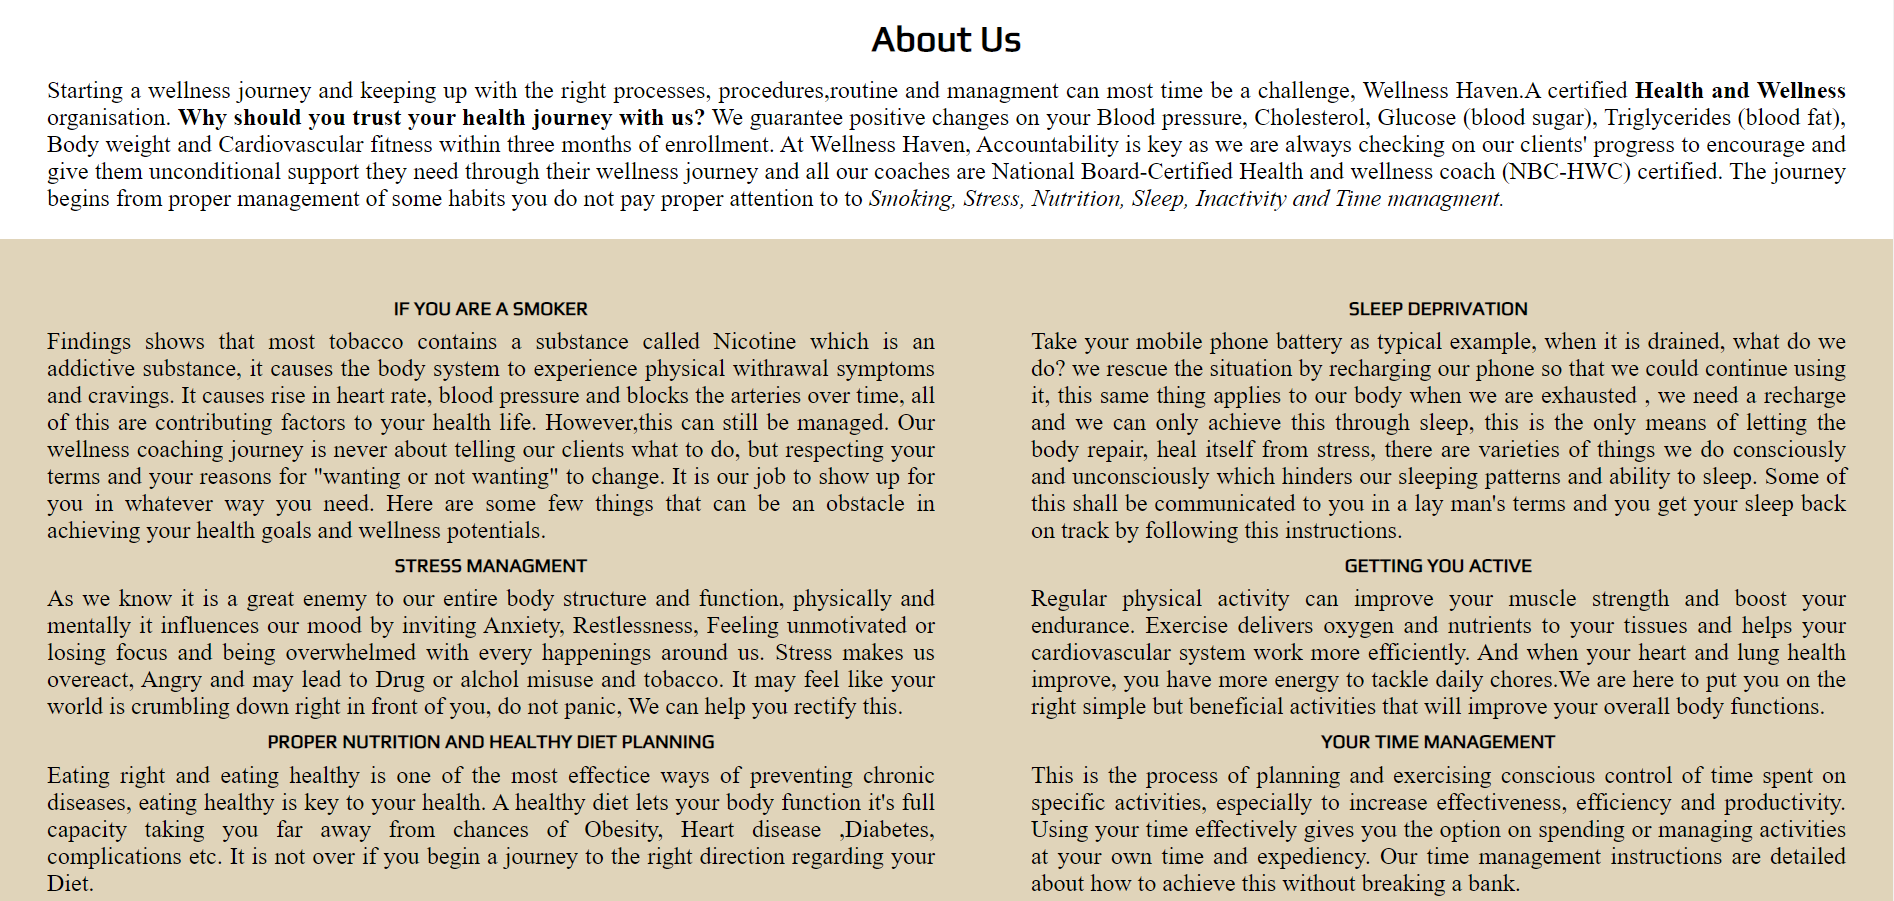 About Us
Starting a wellness journey and keeping up with the right processes, procedures,routine and managment can most time be a challenge, Wellness Haven.A certified Health and Wellness
organisation. Why should you trust your health journey with us? We guarantee positive changes on your Blood pressure, Cholesterol, Glucose (blood sugar), Triglycerides (blood fat),
Body weight and Cardiovascular fitness within three months of enrollment. At Wellness Haven, Accountability is key as we are always checking on our clients' progress to encourage and
give them unconditional support they need through their wellness journey and all our coaches are National Board-Certified Health and wellness coach (NBC-HWC) certified. The journey
begins from proper management of some habits you do not pay proper attention to to Smoking, Stress, Nutrition, Sleep, Inactivity and Time managment.
IF YOU ARE A SMOKER
Findings shows that most tobacco contains a substance called Nicotine which is an
addictive substance, it causes the body system to experience physical withrawal symptoms
and cravings. It causes rise in heart rate, blood pressure and blocks the arteries over time, all
of this are contributing factors to your health life. However,this can still be managed. Our
wellness coaching journey is never about telling our clients what to do, but respecting your
terms and your reasons for "wanting or not wanting" to change. It is our job to show up for
you in whatever way you need. Here are some few things that can be an obstacle in
achieving your health goals and wellness potentials.
STRESS MANAGMENT
As we know it is a great enemy to our entire body structure and function, physically and
mentally it influences our mood by inviting Anxiety, Restlessness, Feeling unmotivated or
losing focus and being overwhelmed with every happenings around us. Stress makes us
overeact, Angry and may lead to Drug or alchol misuse and tobacco. It may feel like your
world is crumbling down right in front of you, do not panic, We can help you rectify this.
PROPER NUTRITION AND HEALTHY DIET PLANNING
Eating right and eating healthy is one of the most effectice ways of preventing chronic
diseases, eating healthy is key to your health. A healthy diet lets your body function it's full
capacity taking you far away from chances of Obesity, Heart disease ,Diabetes,
complications etc. It is not over if you begin a journey to the right direction regarding your
Diet.
SLEEP DEPRIVATION
Take your mobile phone battery as typical example, when it is drained, what do we
do? we rescue the situation by recharging our phone so that we could continue using
it, this same thing applies to our body when we are exhausted , we need a recharge
and we can only achieve this through sleep, this is the only means of letting the
body repair, heal itself from stress, there are varieties of things we do consciously
and unconsciously which hinders our sleeping patterns and ability to sleep. Some of
this shall be communicated to you in a lay man's terms and you get your sleep back
on track by following this instructions.
GETTING YOU ACTIVE
Regular physical activity can improve your muscle strength and boost your
endurance. Exercise delivers oxygen and nutrients to your tissues and helps your
cardiovascular system work more efficiently. And when your heart and lung health
improve, you have more energy to tackle daily chores.We are here to put you on the
right simple but beneficial activities that will improve your overall body functions.
YOUR TIME MANAGEMENT
This is the process of planning and exercising conscious control of time spent on
specific activities, especially to increase effectiveness, efficiency and productivity.
Using your time effectively gives you the option on spending or managing activities
at your own time and expediency. Our time management instructions are detailed
about how to achieve this without breaking a bank.